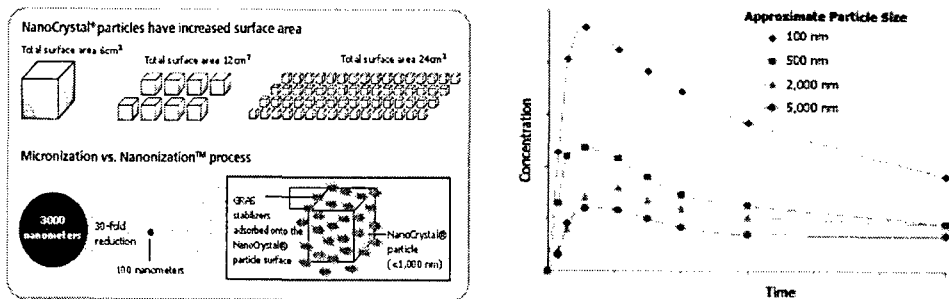 NanoCrystal® particles have increased surface area
Total surface area 6cm²
Total surface area 12cm²
Total surface area 24cm²
Micronization vs. Nanonization™ process
3000
nanometers
30-fold
reduction
100 nanometers
GRAS
stabilizers
adsorbed onto the
NanoCrystal®
particle surface
NanoCrystal®
particle
(<1,000 nm)
Concentration
Approximate Particle Size
100 nm
500 nm
2,000 nm
5,000 nm
Time